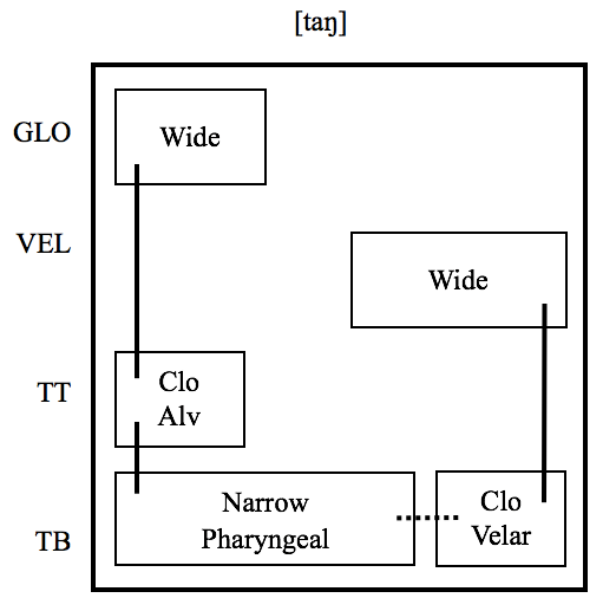 [taŋ]
GLO
Wide
VEL
Wide
TT
Clo
Alv
TB
Narrow
Pharyngeal
Clo
Velar